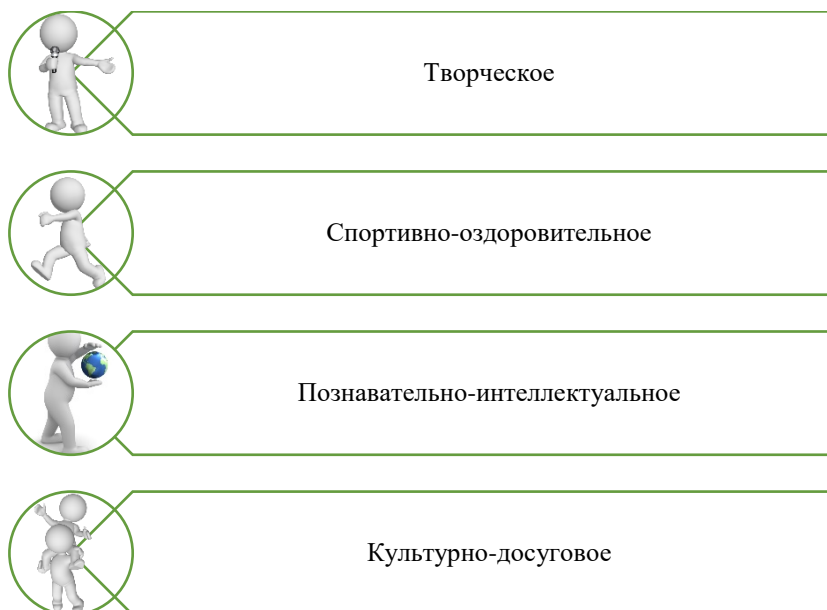 Творческое
Спортивно-оздоровительное
Познавательно-интеллектуальное
Культурно-досуговое